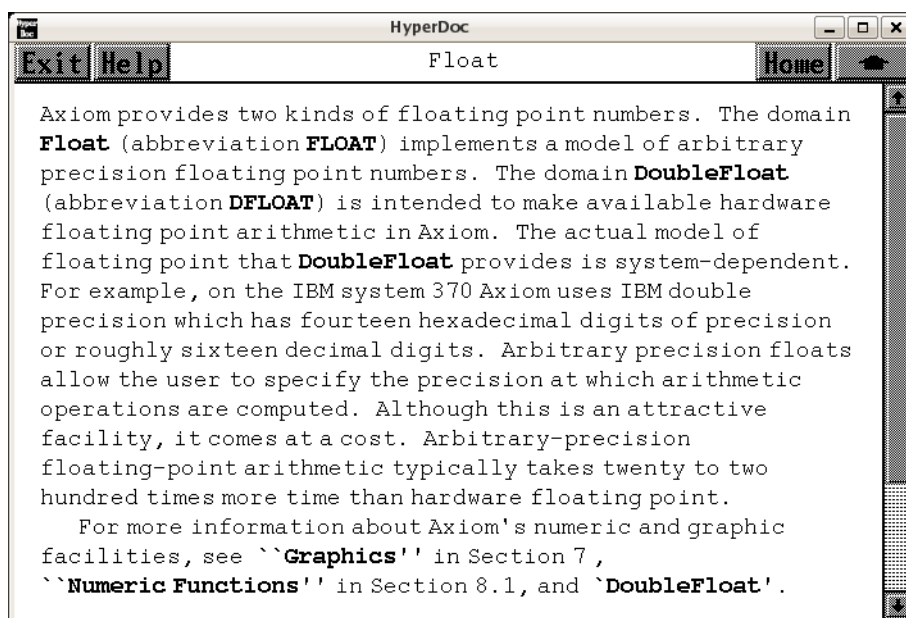 Hyper Doc
HyperDoc
Exit Help Float Home
Axiom provides two kinds of floating point numbers. The domain
Float (abbreviation FLOAT) implements a model of arbitrary
precision floating point numbers. The domain DoubleFloat
(abbreviation DFLOAT) is intended to make available hardware
floating point arithmetic in Axiom. The actual model of
floating point that DoubleFloat provides is system-dependent.
For example, on the IBM system 370 Axiom uses IBM double
precision which has fourteen hexadecimal digits of precision
or roughly sixteen decimal digits. Arbitrary precision floats
allow the user to specify the precision at which arithmetic
operations are computed. Although this is an attractive
facility, it comes at a cost. Arbitrary-precision
floating-point arithmetic typically takes twenty to two
hundred times more time than hardware floating point.
For more information about Axiom's numeric and graphic
facilities, see ``Graphics'' in Section 7 ,
``Numeric Functions'' in Section 8.1, and `DoubleFloat'.